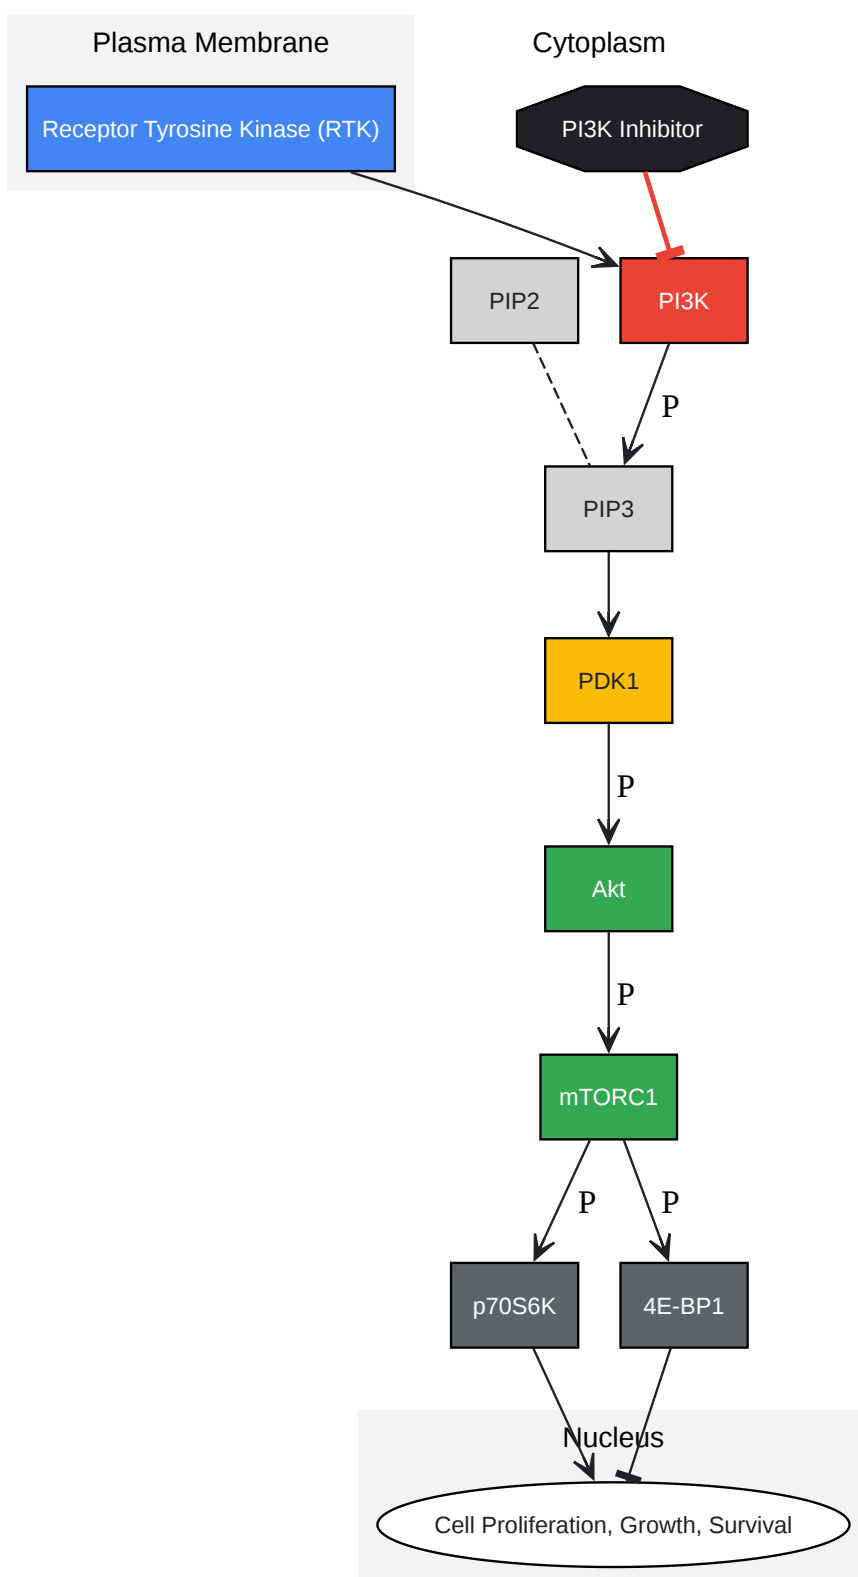 Plasma Membrane
Cytoplasm
Receptor Tyrosine Kinase (RTK)
PI3K Inhibitor
PIP2
PI3K
P
PIP3
PDK1
P
Akt
P
mTORC1
P
P
p70S6K
4E-BP1
Nucleus
Cell Proliferation, Growth, Survival